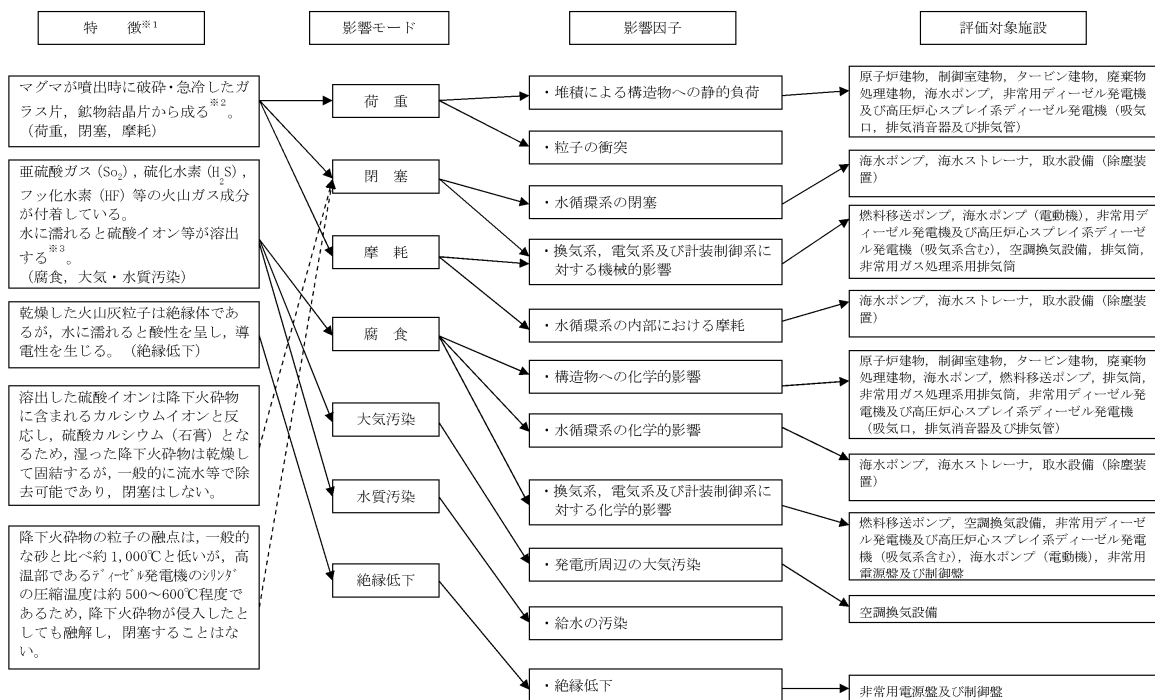 特　徴※1
影響モード
影響因子
評価対象施設
マグマが噴出時に破砕・急冷したガ
ラス片，鉱物結晶片から成る※2。
（荷重，閉塞，摩耗）
亜硫酸ガス（So₂），硫化水素（H₂S），
フッ化水素（HF）等の火山ガス成分
が付着している。
水に濡れると硫酸イオン等が溶出
する※3。
（腐食，大気・水質汚染）
乾燥した火山灰粒子は絶縁体であ
るが，水に濡れると酸性を呈し，導
電性を生じる。（絶縁低下）
溶出した硫酸イオンは降下火砕物
に含まれるカルシウムイオンと反
応し，硫酸カルシウム（石膏）とな
るため，湿った降下火砕物は乾燥
して固結するが，一般的に流水等で除
去可能であり，閉塞はしない。
降下火砕物の粒子の融点は，一般的
な砂と比べ約1,000℃と低いが，高
温部であるﾃﾞｨｰｾﾞﾙ発電機のｼﾘﾝﾀﾞ
の圧縮温度は約500～600℃程度で
あるため，降下火砕物が侵入したと
しても融解し，閉塞することはな
い。
荷　重
閉　塞
摩　耗
腐　食
大気汚染
水質汚染
絶縁低下
・堆積による構造物への静的負荷
・粒子の衝突
・水循環系の閉塞
・換気系，電気系及び計装制御系に
対する機械的影響
・水循環系の内部における摩耗
・構造物への化学的影響
・水循環系の化学的影響
・換気系，電気系及び計装制御系に
対する化学的影響
・発電所周辺の大気汚染
・給水の汚染
・絶縁低下
原子炉建物，制御室建物，タービン建物，廃棄物
処理建物，海水ポンプ，非常用ディーゼル発電機
及び高圧炉心スプレイ系ディーゼル発電機（吸気
口，排気消音器及び排気管）
海水ポンプ，海水ストレーナ，取水設備（除塵装
置）
燃料移送ポンプ，海水ポンプ（電動機），非常用デ
ィーゼル発電機及び高圧炉心スプレイ系ディーゼ
ル発電機（吸気系含む），空調換気設備，排気筒，
非常用ガス処理系用排気筒
海水ポンプ，海水ストレーナ，取水設備（除塵装
置）
原子炉建物，制御室建物，タービン建物，廃棄物
処理建物，海水ポンプ，燃料移送ポンプ，排気筒，
非常用ガス処理系用排気筒，非常用ディーゼル発
電機及び高圧炉心スプレイ系ディーゼル発電機
（吸気口，排気消音器及び排気管）
海水ポンプ，海水ストレーナ，取水設備（除塵装
置）
燃料移送ポンプ，空調換気設備，非常用ディーゼ
ル発電機及び高圧炉心スプレイ系ディーゼル発電
機（吸気系含む），海水ポンプ（電動機），非常用
電源盤及び制御盤
空調換気設備
非常用電源盤及び制御盤